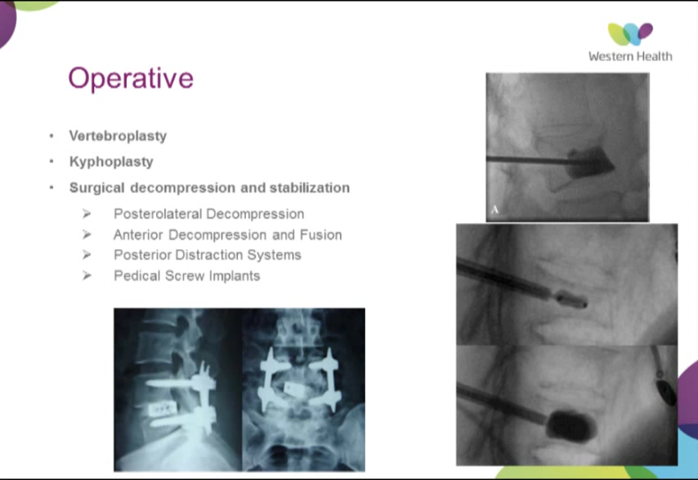 Western Health
Operative
• Vertebroplasty
• Kyphoplasty
• Surgical decompression and stabilization
➢ Posterolateral Decompression
➢ Anterior Decompression and Fusion
➢ Posterior Distraction Systems
➢ Pedical Screw Implants
A